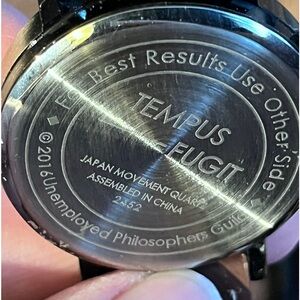 For Best Results Use Other Side
TEMPUS
FUGIT
JAPAN MOVEMENT QUARTZ
ASSEMBLED IN CHINA
2352
©2016 Unemployed Philosophers Guild